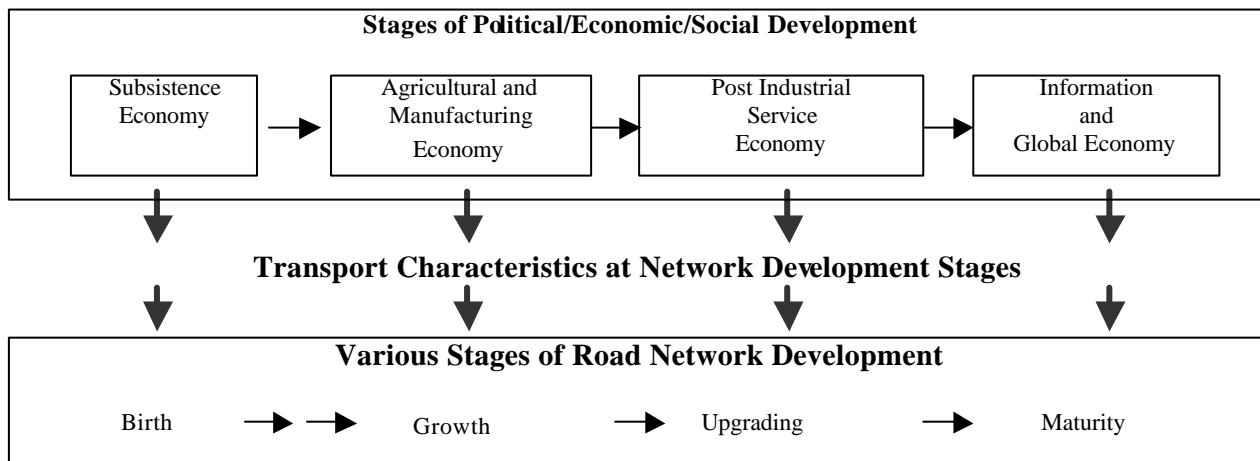 Stages of Political/Economic/Social Development
Subsistence
Economy
Agricultural and
Manufacturing
Economy
Post Industrial
Service
Economy
Information
and
Global Economy
Transport Characteristics at Network Development Stages
Various Stages of Road Network Development
Birth
Growth
Upgrading
Maturity